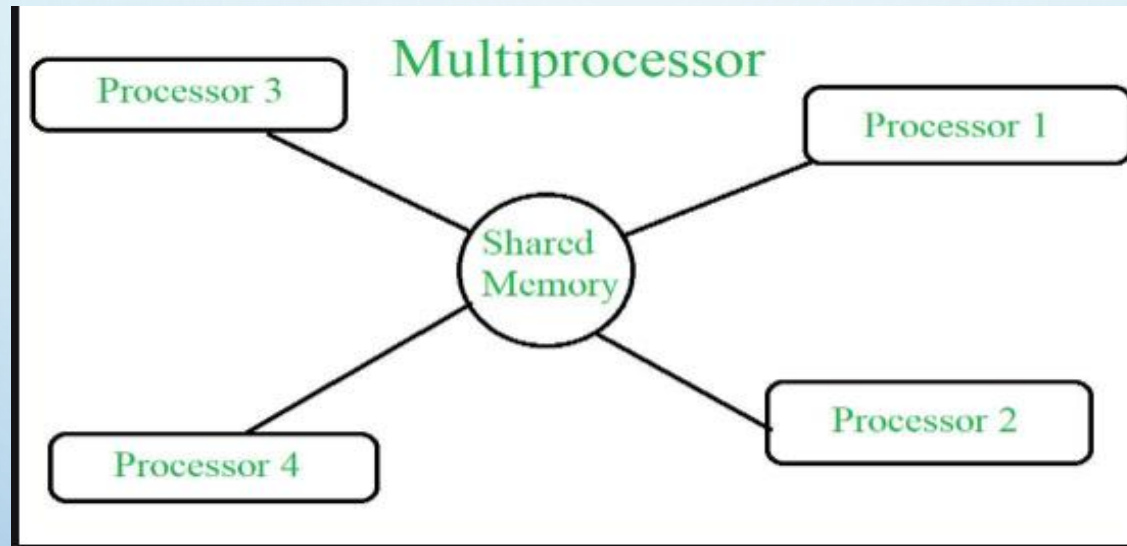 Multiprocessor
Processor 3
Processor 1
Shared
Memory
Processor 2
Processor 4